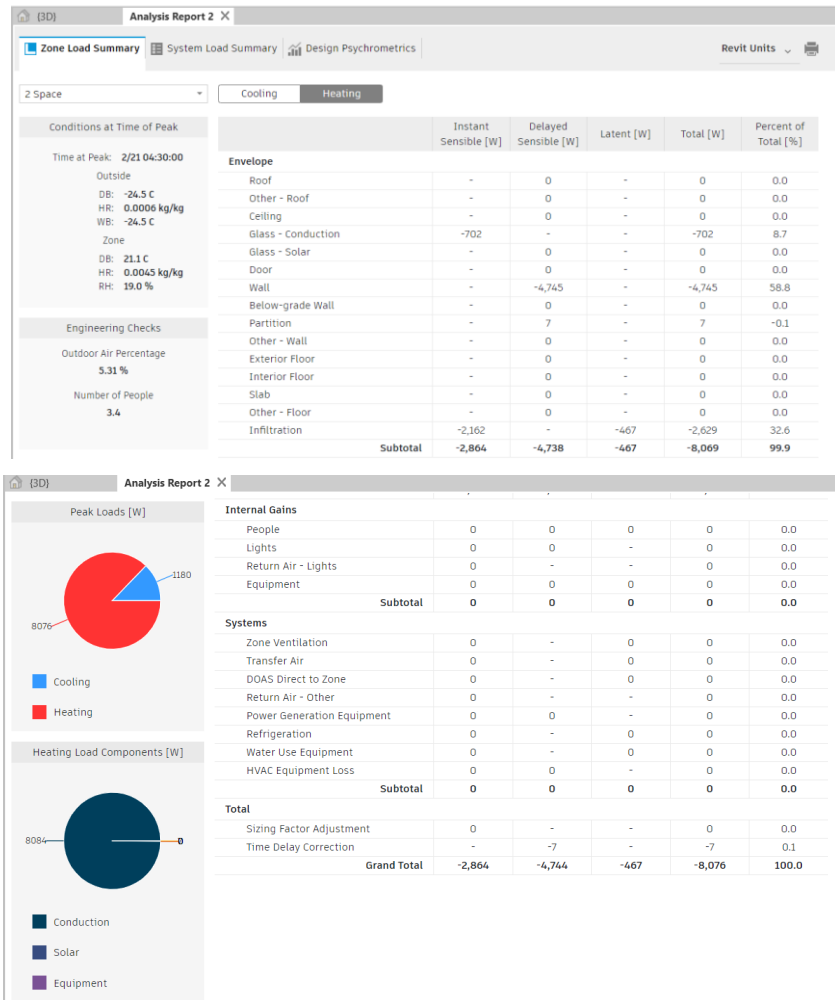 {3D} Analysis Report 2 X
Zone Load Summary System Load Summary Design Psychrometrics Revit Units
2 Space Cooling Heating
Conditions at Time of Peak
Time at Peak: 2/21 04:30:00
Outside
DB: -24.5 C
HR: 0.0006 kg/kg
WB: -24.5 C
Zone
DB: 21.1 C
HR: 0.0045 kg/kg
RH: 19.0 %
Engineering Checks
Outdoor Air Percentage
5.31 %
Number of People
3.4
Instant Sensible [W] Delayed Sensible [W] Latent [W] Total [W] Percent of Total [%]
Envelope
Roof - 0 - 0 0.0
Other - Roof - 0 - 0 0.0
Ceiling - 0 - 0 0.0
Glass - Conduction -702 - - -702 8.7
Glass - Solar - 0 - 0 0.0
Door - 0 - 0 0.0
Wall - -4,745 - -4,745 58.8
Below-grade Wall - 0 - 0 0.0
Partition - 7 - 7 -0.1
Other - Wall - 0 - 0 0.0
Exterior Floor - 0 - 0 0.0
Interior Floor - 0 - 0 0.0
Slab - 0 - 0 0.0
Other - Floor - 0 - 0 0.0
Infiltration -2,162 - -467 -2,629 32.6
Subtotal -2,864 -4,738 -467 -8,069 99.9
{3D} Analysis Report 2 X
Peak Loads [W]
1180
8076
Cooling
Heating
Heating Load Components [W]
8084 0
Conduction
Solar
Equipment
Internal Gains
People 0 0 0 0 0.0
Lights 0 0 - 0 0.0
Return Air - Lights 0 - - 0 0.0
Equipment 0 0 0 0 0.0
Subtotal 0 0 0 0 0.0
Systems
Zone Ventilation 0 - 0 0 0.0
Transfer Air 0 - 0 0 0.0
DOAS Direct to Zone 0 - 0 0 0.0
Return Air - Other 0 - - 0 0.0
Power Generation Equipment 0 0 - 0 0.0
Refrigeration 0 - 0 0 0.0
Water Use Equipment 0 - 0 0 0.0
HVAC Equipment Loss 0 0 - 0 0.0
Subtotal 0 0 0 0 0.0
Total
Sizing Factor Adjustment 0 - - 0 0.0
Time Delay Correction - -7 - -7 0.1
Grand Total -2,864 -4,744 -467 -8,076 100.0